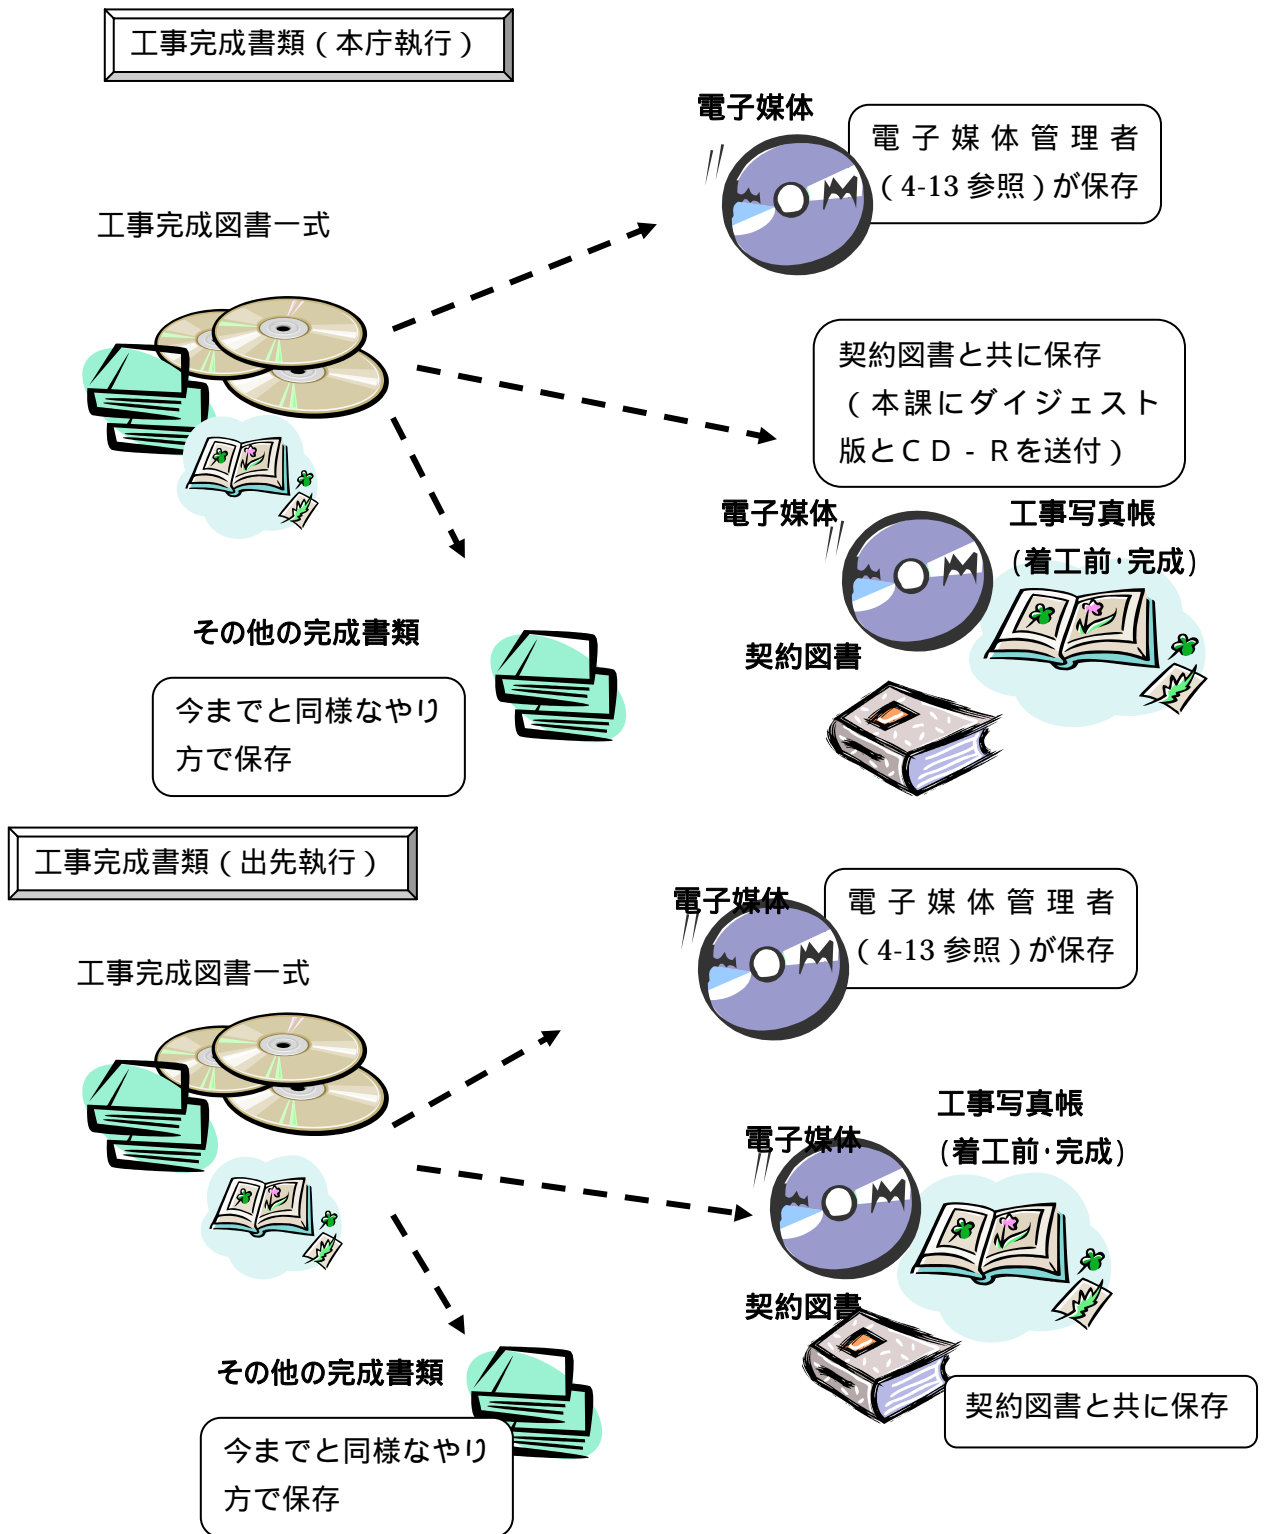 工事完成書類（本庁執行）
電子媒体
電子媒体管理者
（4-13 参照）が保存
工事完成図書一式
契約図書と共に保存
（本課にダイジェスト
版とＣＤ‐Ｒを送付）
電子媒体
工事写真帳
(着工前・完成)
契約図書
その他の完成書類
今までと同様なやり
方で保存
工事完成書類（出先執行）
電子媒体
電子媒体管理者
（4-13 参照）が保存
工事完成図書一式
工事写真帳
(着工前・完成)
電子媒体
契約図書
契約図書と共に保存
その他の完成書類
今までと同様なやり
方で保存